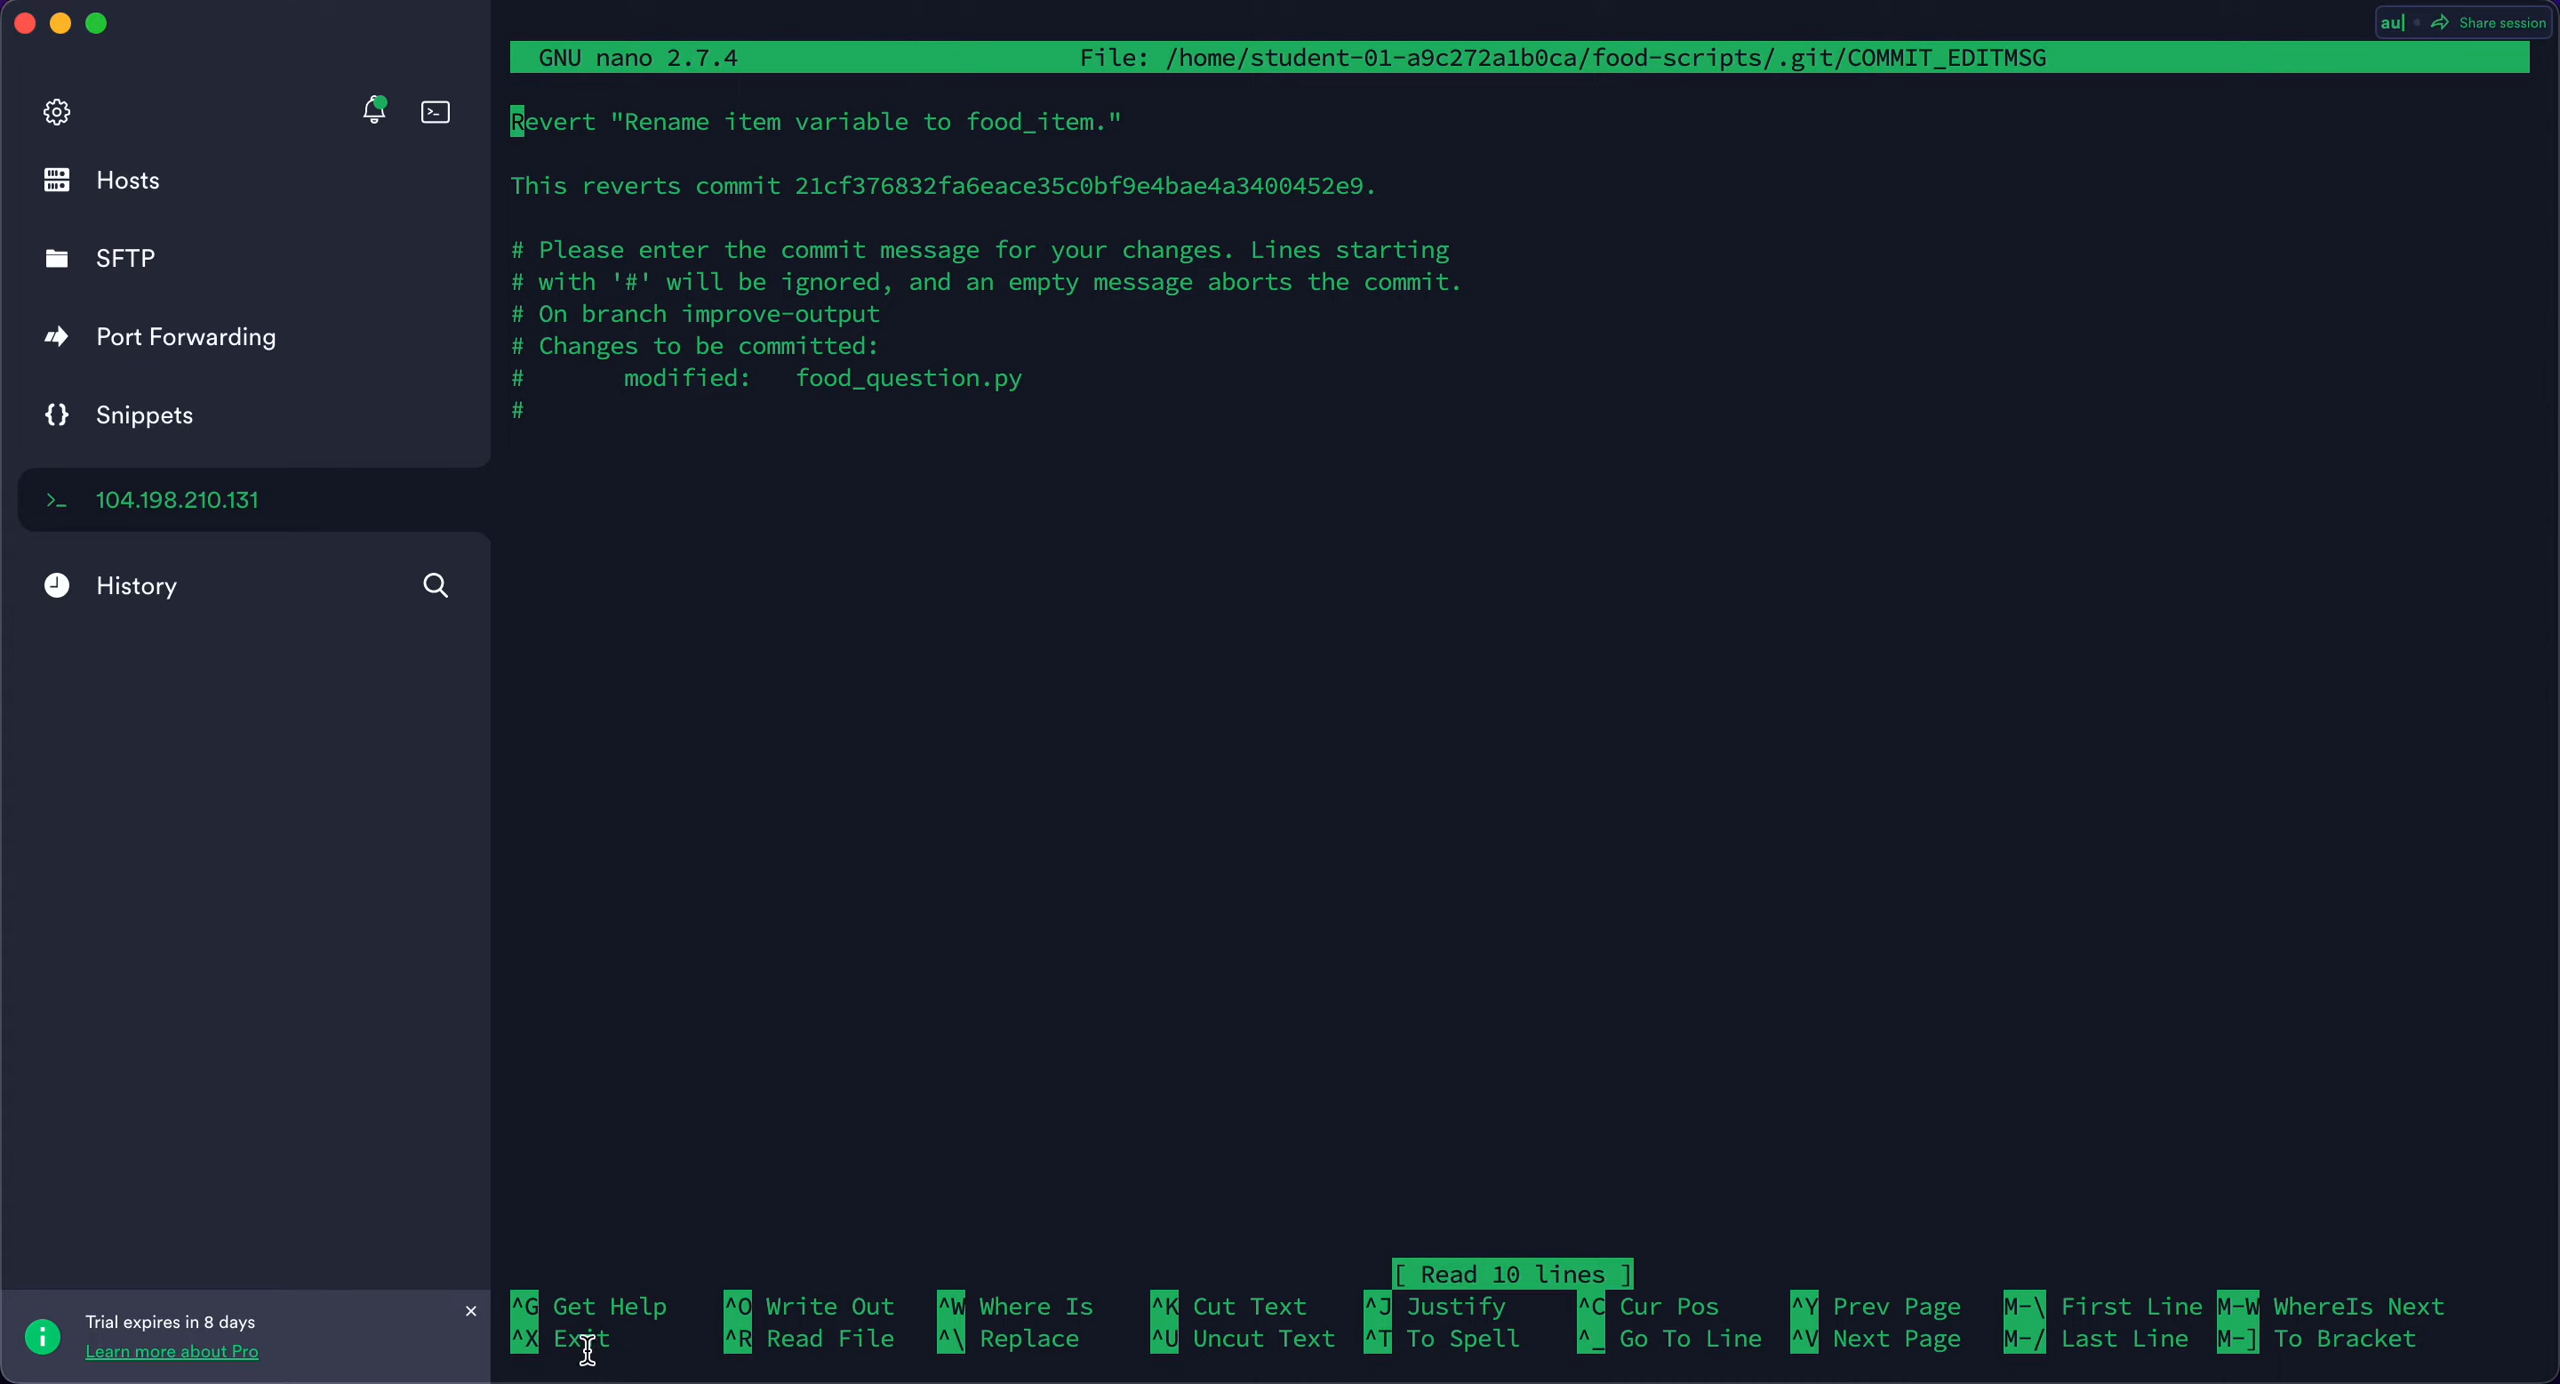 au| Share session
GNU nano 2.7.4 File: /home/student-01-a9c272a1b0ca/food-scripts/.git/COMMIT_EDITMSG
Hosts
SFTP
Port Forwarding
{} Snippets
>_ 104.198.210.131
History
Revert "Rename item variable to food_item."
This reverts commit 21cf376832fa6eace35c0bf9e4bae4a3400452e9.
# Please enter the commit message for your changes. Lines starting
# with '#' will be ignored, and an empty message aborts the commit.
# On branch improve-output
# Changes to be committed:
#       modified:   food_question.py
#
[ Read 10 lines ]
^G Get Help ^O Write Out ^W Where Is ^K Cut Text ^J Justify ^C Cur Pos ^Y Prev Page M-\ First Line M-W WhereIs Next
^X Exit ^R Read File ^\ Replace ^U Uncut Text ^T To Spell ^_ Go To Line ^V Next Page M-/ Last Line M-] To Bracket
Trial expires in 8 days
Learn more about Pro